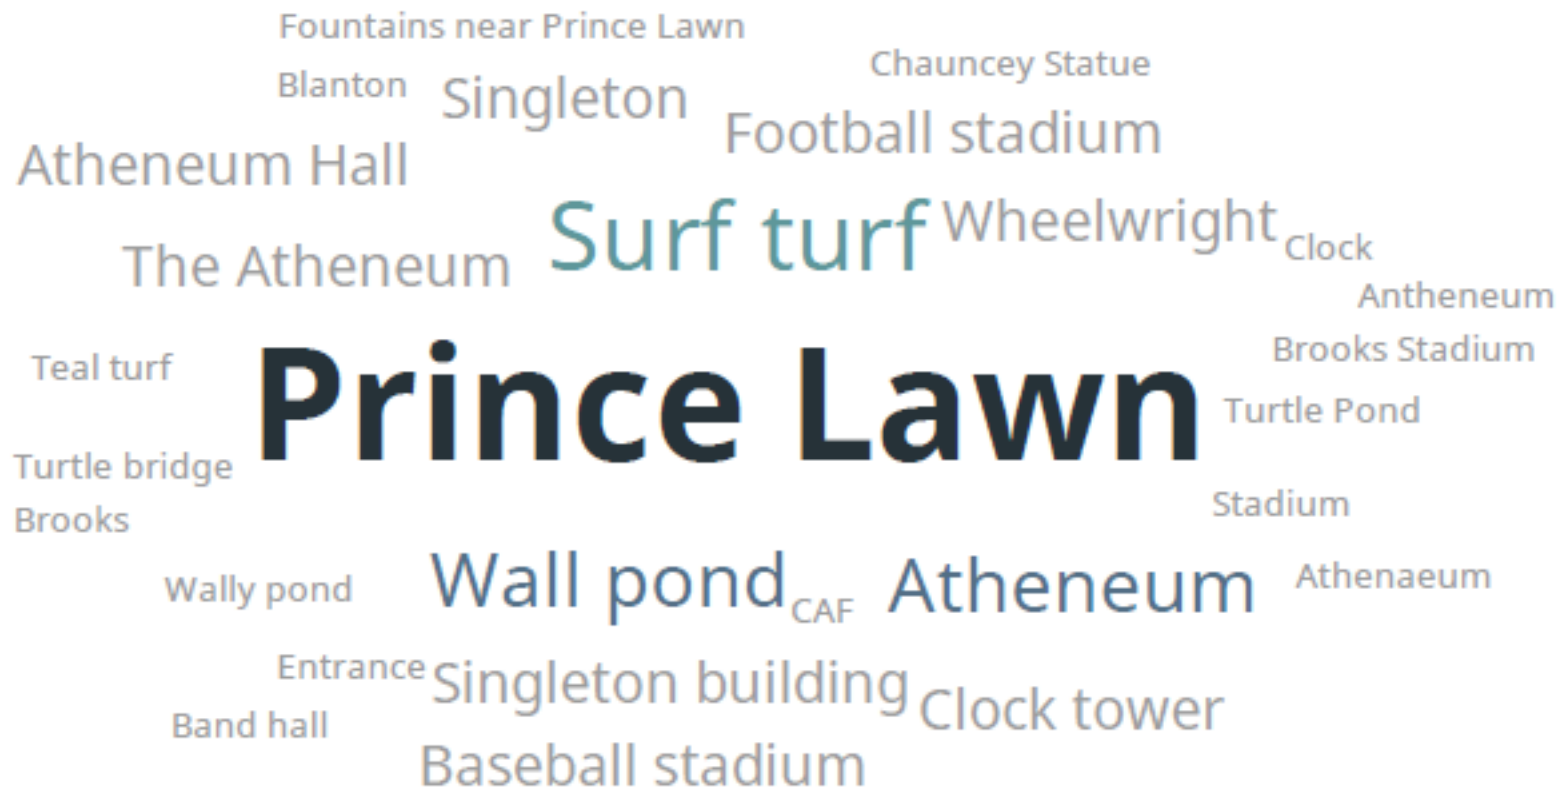 Fountains near Prince Lawn
Chauncey Statue
Blanton
Singleton
Football stadium
Atheneum Hall
Surf turf
Wheelwright
Clock
The Atheneum
Antheneum
Teal turf
Prince Lawn
Brooks Stadium
Turtle Pond
Turtle bridge
Stadium
Brooks
Wally pond
Wall pond
CAF
Atheneum
Athenaeum
Entrance
Singleton building
Clock tower
Band hall
Baseball stadium